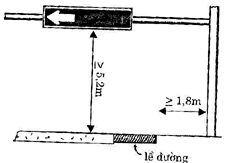 ≥ 5.2m
≥ 1,8m
lề đường